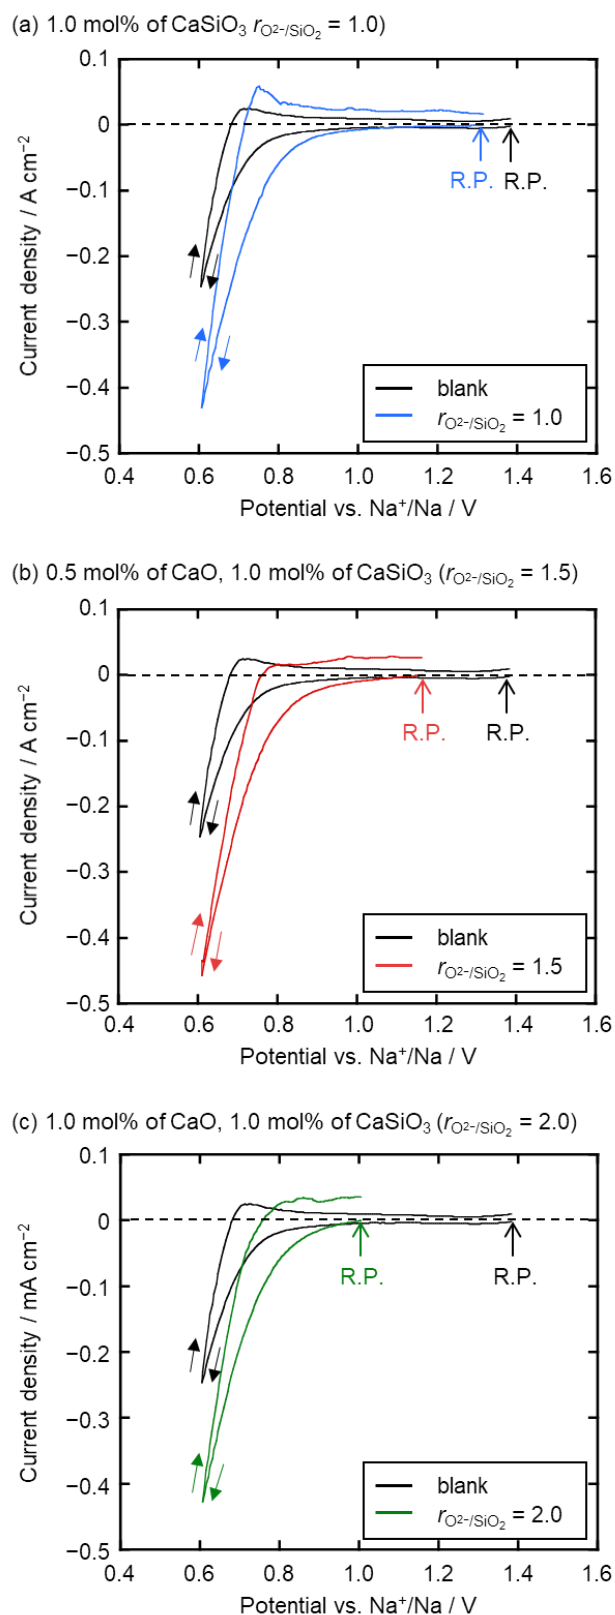 (a) 1.0 mol% of CaSiO₃ r_O²⁻/SiO₂ = 1.0)
0.1
0
−0.1
−0.2
−0.3
−0.4
−0.5
Current density / A cm⁻²
R.P. R.P.
blank
r_O²⁻/SiO₂ = 1.0
0.4 0.6 0.8 1.0 1.2 1.4 1.6
Potential vs. Na⁺/Na / V
(b) 0.5 mol% of CaO, 1.0 mol% of CaSiO₃ (r_O²⁻/SiO₂ = 1.5)
0.1
0
−0.1
−0.2
−0.3
−0.4
−0.5
Current density / A cm⁻²
R.P. R.P.
blank
r_O²⁻/SiO₂ = 1.5
0.4 0.6 0.8 1.0 1.2 1.4 1.6
Potential vs. Na⁺/Na / V
(c) 1.0 mol% of CaO, 1.0 mol% of CaSiO₃ (r_O²⁻/SiO₂ = 2.0)
0.1
0
−0.1
−0.2
−0.3
−0.4
−0.5
Current density / mA cm⁻²
R.P. R.P.
blank
r_O²⁻/SiO₂ = 2.0
0.4 0.6 0.8 1.0 1.2 1.4 1.6
Potential vs. Na⁺/Na / V